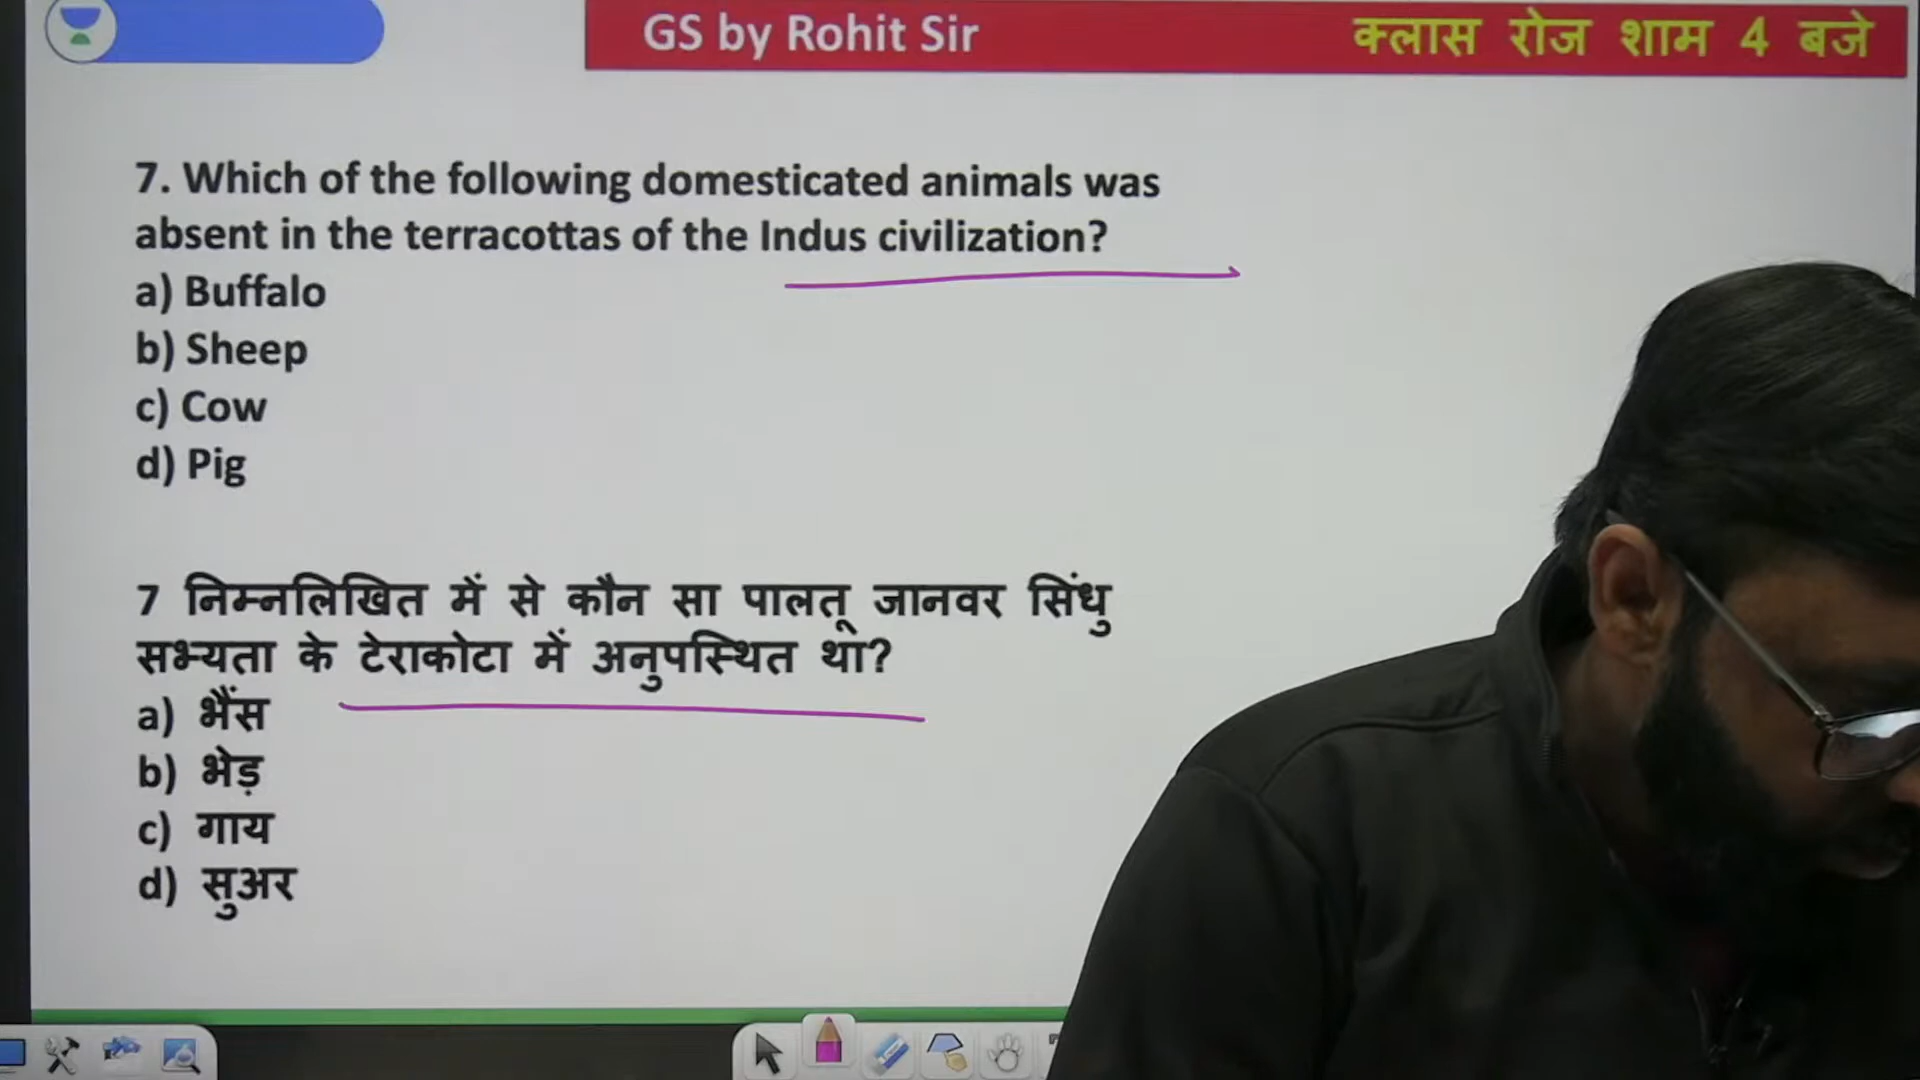 GS by Rohit Sir
क्लास रोज शाम 4 बजे
7. Which of the following domesticated animals was
absent in the terracottas of the Indus civilization?
a) Buffalo
b) Sheep
c) Cow
d) Pig
7 निम्नलिखित में से कौन सा पालतू जानवर सिंधु
सभ्यता के टेराकोटा में अनुपस्थित था?
a) भैंस
b) भेड़
c) गाय
d) सुअर